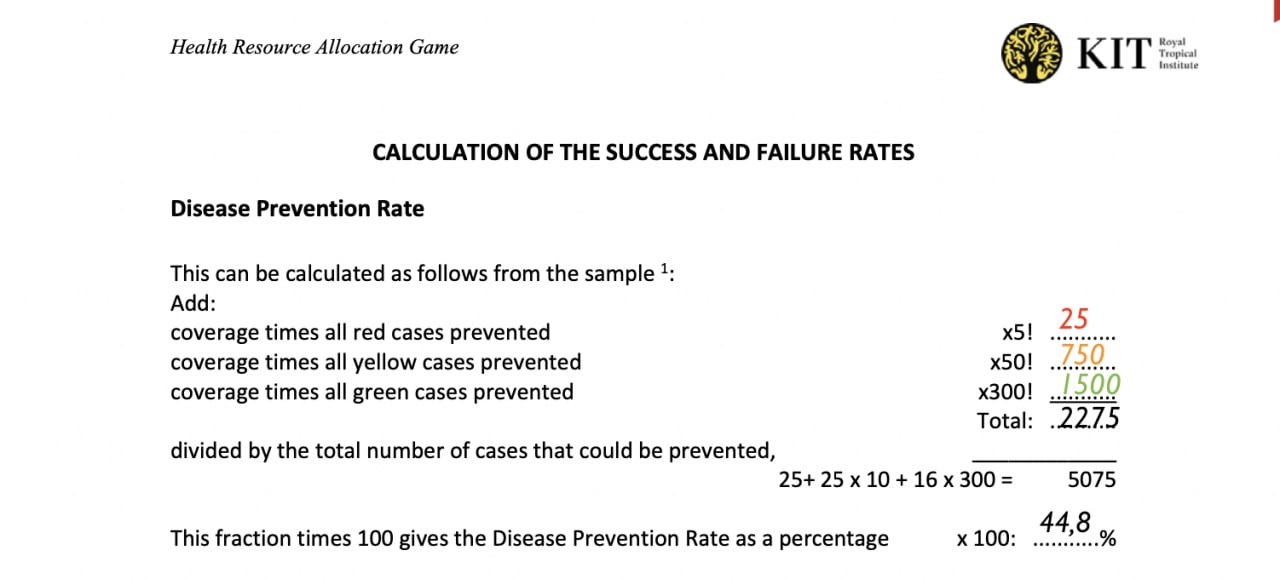 Health Resource Allocation Game
KIT Royal Tropical Institute
CALCULATION OF THE SUCCESS AND FAILURE RATES
Disease Prevention Rate
This can be calculated as follows from the sample ¹:
Add:
coverage times all red cases prevented x5! 25
coverage times all yellow cases prevented x50! 750
coverage times all green cases prevented x300! 1500
Total: 2275
divided by the total number of cases that could be prevented,
25+ 25 x 10 + 16 x 300 = 5075
This fraction times 100 gives the Disease Prevention Rate as a percentage x 100: 44,8 ...........%